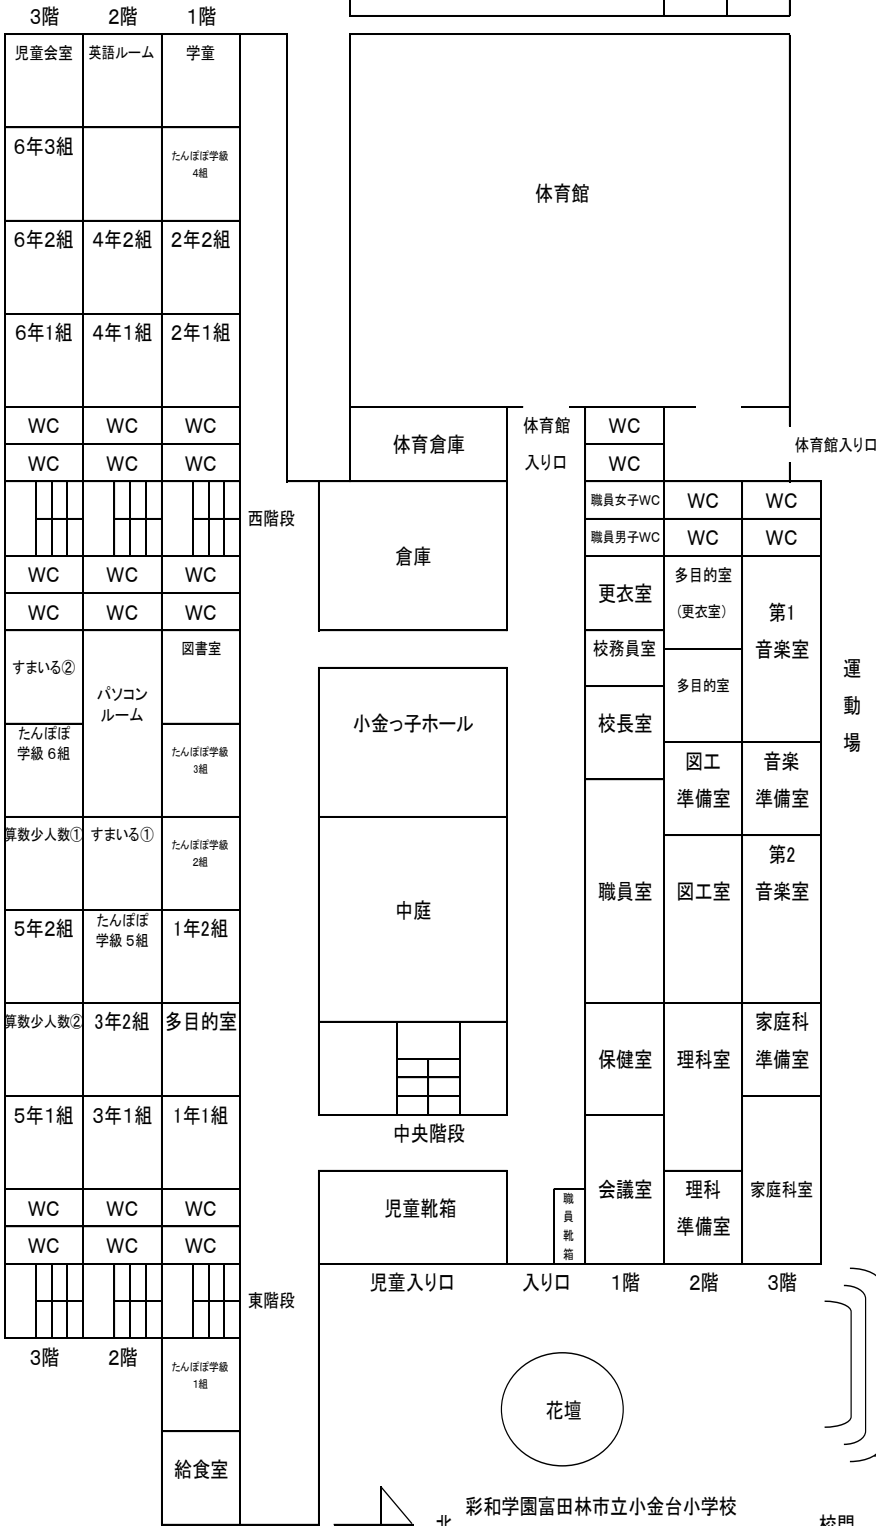 3階 2階 1階
児童会室 英語ルーム 学童
6年3組
たんぽぽ学級
4組
体育館
6年2組 4年2組 2年2組
6年1組 4年1組 2年1組
WC WC WC
体育倉庫
体育館
入り口
WC
体育館入り口
WC WC WC
WC
西階段
倉庫
職員女子WC WC WC
職員男子WC WC WC
WC WC WC
WC WC WC
更衣室
多目的室
(更衣室)
第1
音楽室
すまいる②
パソコン
ルーム
図書室
校務員室
多目的室
運
動
場
たんぽぽ
学級 6組
たんぽぽ学級
3組
小金っ子ホール
校長室
図工
準備室
音楽
準備室
算数少人数① すまいる①
たんぽぽ学級
2組
中庭
職員室
図工室
第2
音楽室
5年2組
たんぽぽ
学級 5組
1年2組
算数少人数② 3年2組 多目的室
保健室
理科室
家庭科
準備室
5年1組 3年1組 1年1組
中央階段
WC WC WC
WC WC WC
児童靴箱
職
員
靴
箱
会議室
理科
準備室
家庭科室
東階段
児童入り口 入り口 1階 2階 3階
3階 2階
たんぽぽ学級
1組
花壇
給食室
北
彩和学園富田林市立小金台小学校
校門